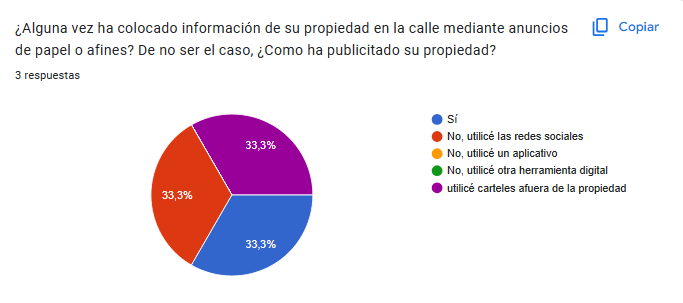 ¿Alguna vez ha colocado información de su propiedad en la calle mediante anuncios
de papel o afines? De no ser el caso, ¿Como ha publicitado su propiedad?
Copiar
3 respuestas
33,3%
33,3%
33,3%
Sí
No, utilicé las redes sociales
No, utilicé un aplicativo
No, utilicé otra herramienta digital
utilicé carteles afuera de la propiedad